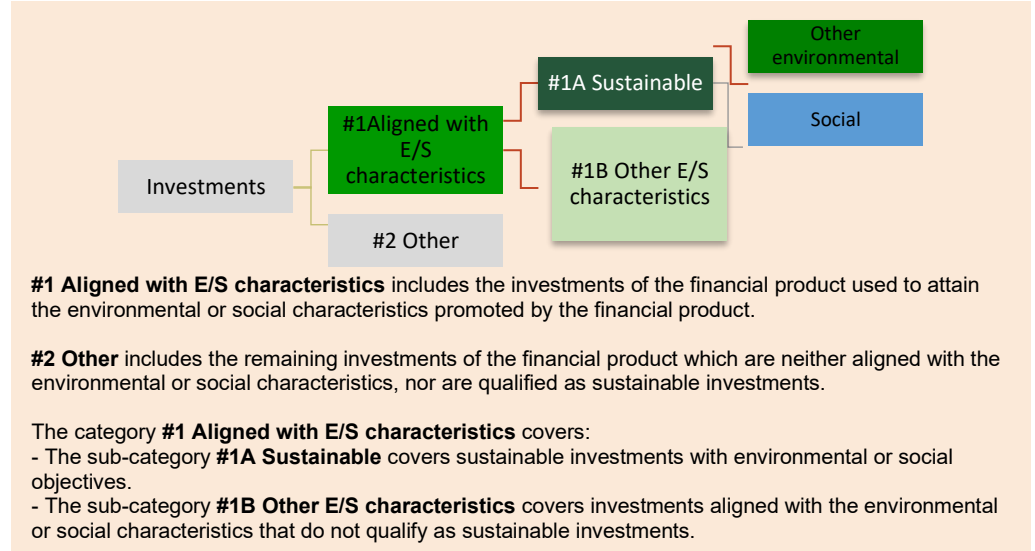 Other
environmental
#1A Sustainable
#1Aligned with
E/S
characteristics
Social
#1B Other E/S
characteristics
Investments
#2 Other
#1 Aligned with E/S characteristics includes the investments of the financial product used to attain
the environmental or social characteristics promoted by the financial product.
#2 Other includes the remaining investments of the financial product which are neither aligned with the
environmental or social characteristics, nor are qualified as sustainable investments.
The category #1 Aligned with E/S characteristics covers:
- The sub-category #1A Sustainable covers sustainable investments with environmental or social
objectives.
- The sub-category #1B Other E/S characteristics covers investments aligned with the environmental
or social characteristics that do not qualify as sustainable investments.